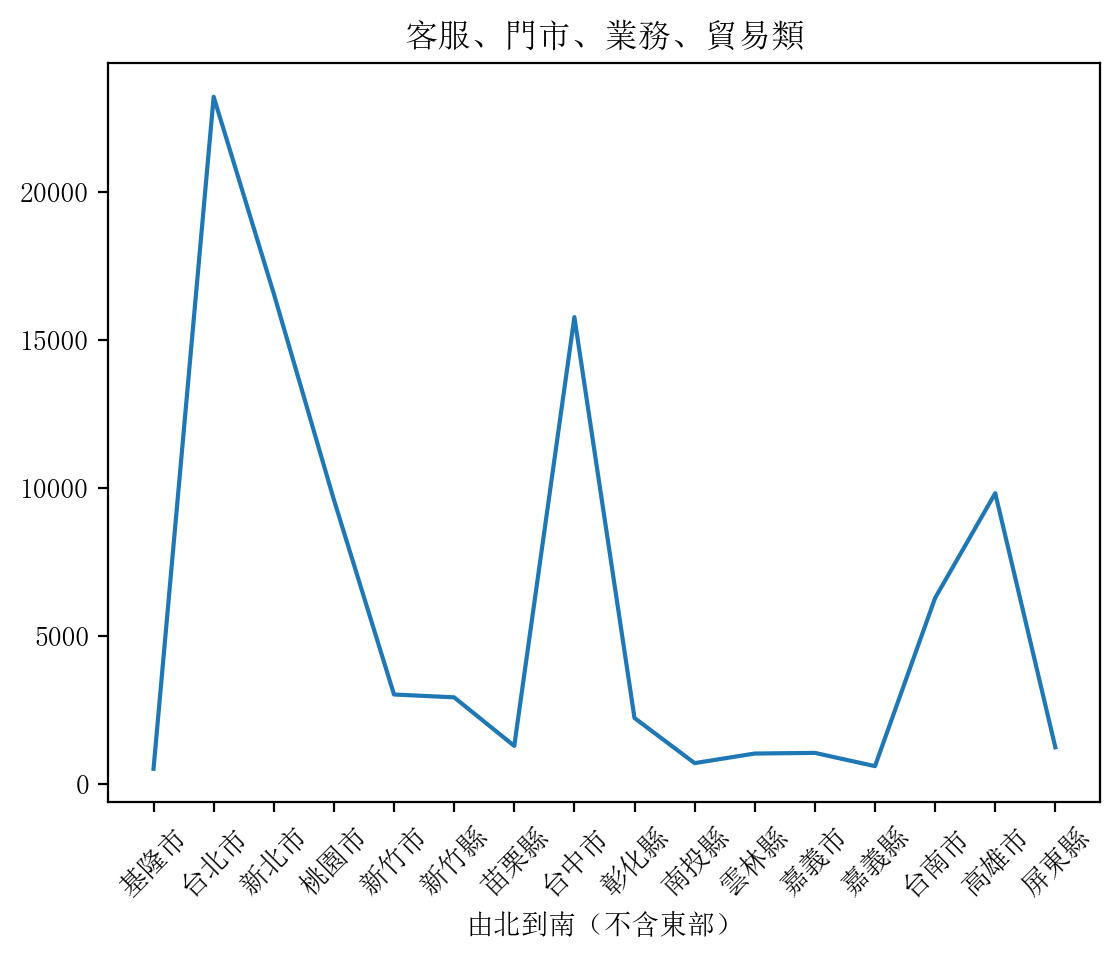 客服、門市、業務、貿易類
20000
15000
10000
5000
0
基隆市
台北市
新北市
桃園市
新竹市
新竹縣
苗栗縣
台中市
彰化縣
南投縣
雲林縣
嘉義市
嘉義縣
台南市
高雄市
屏東縣
由北到南（不含東部）